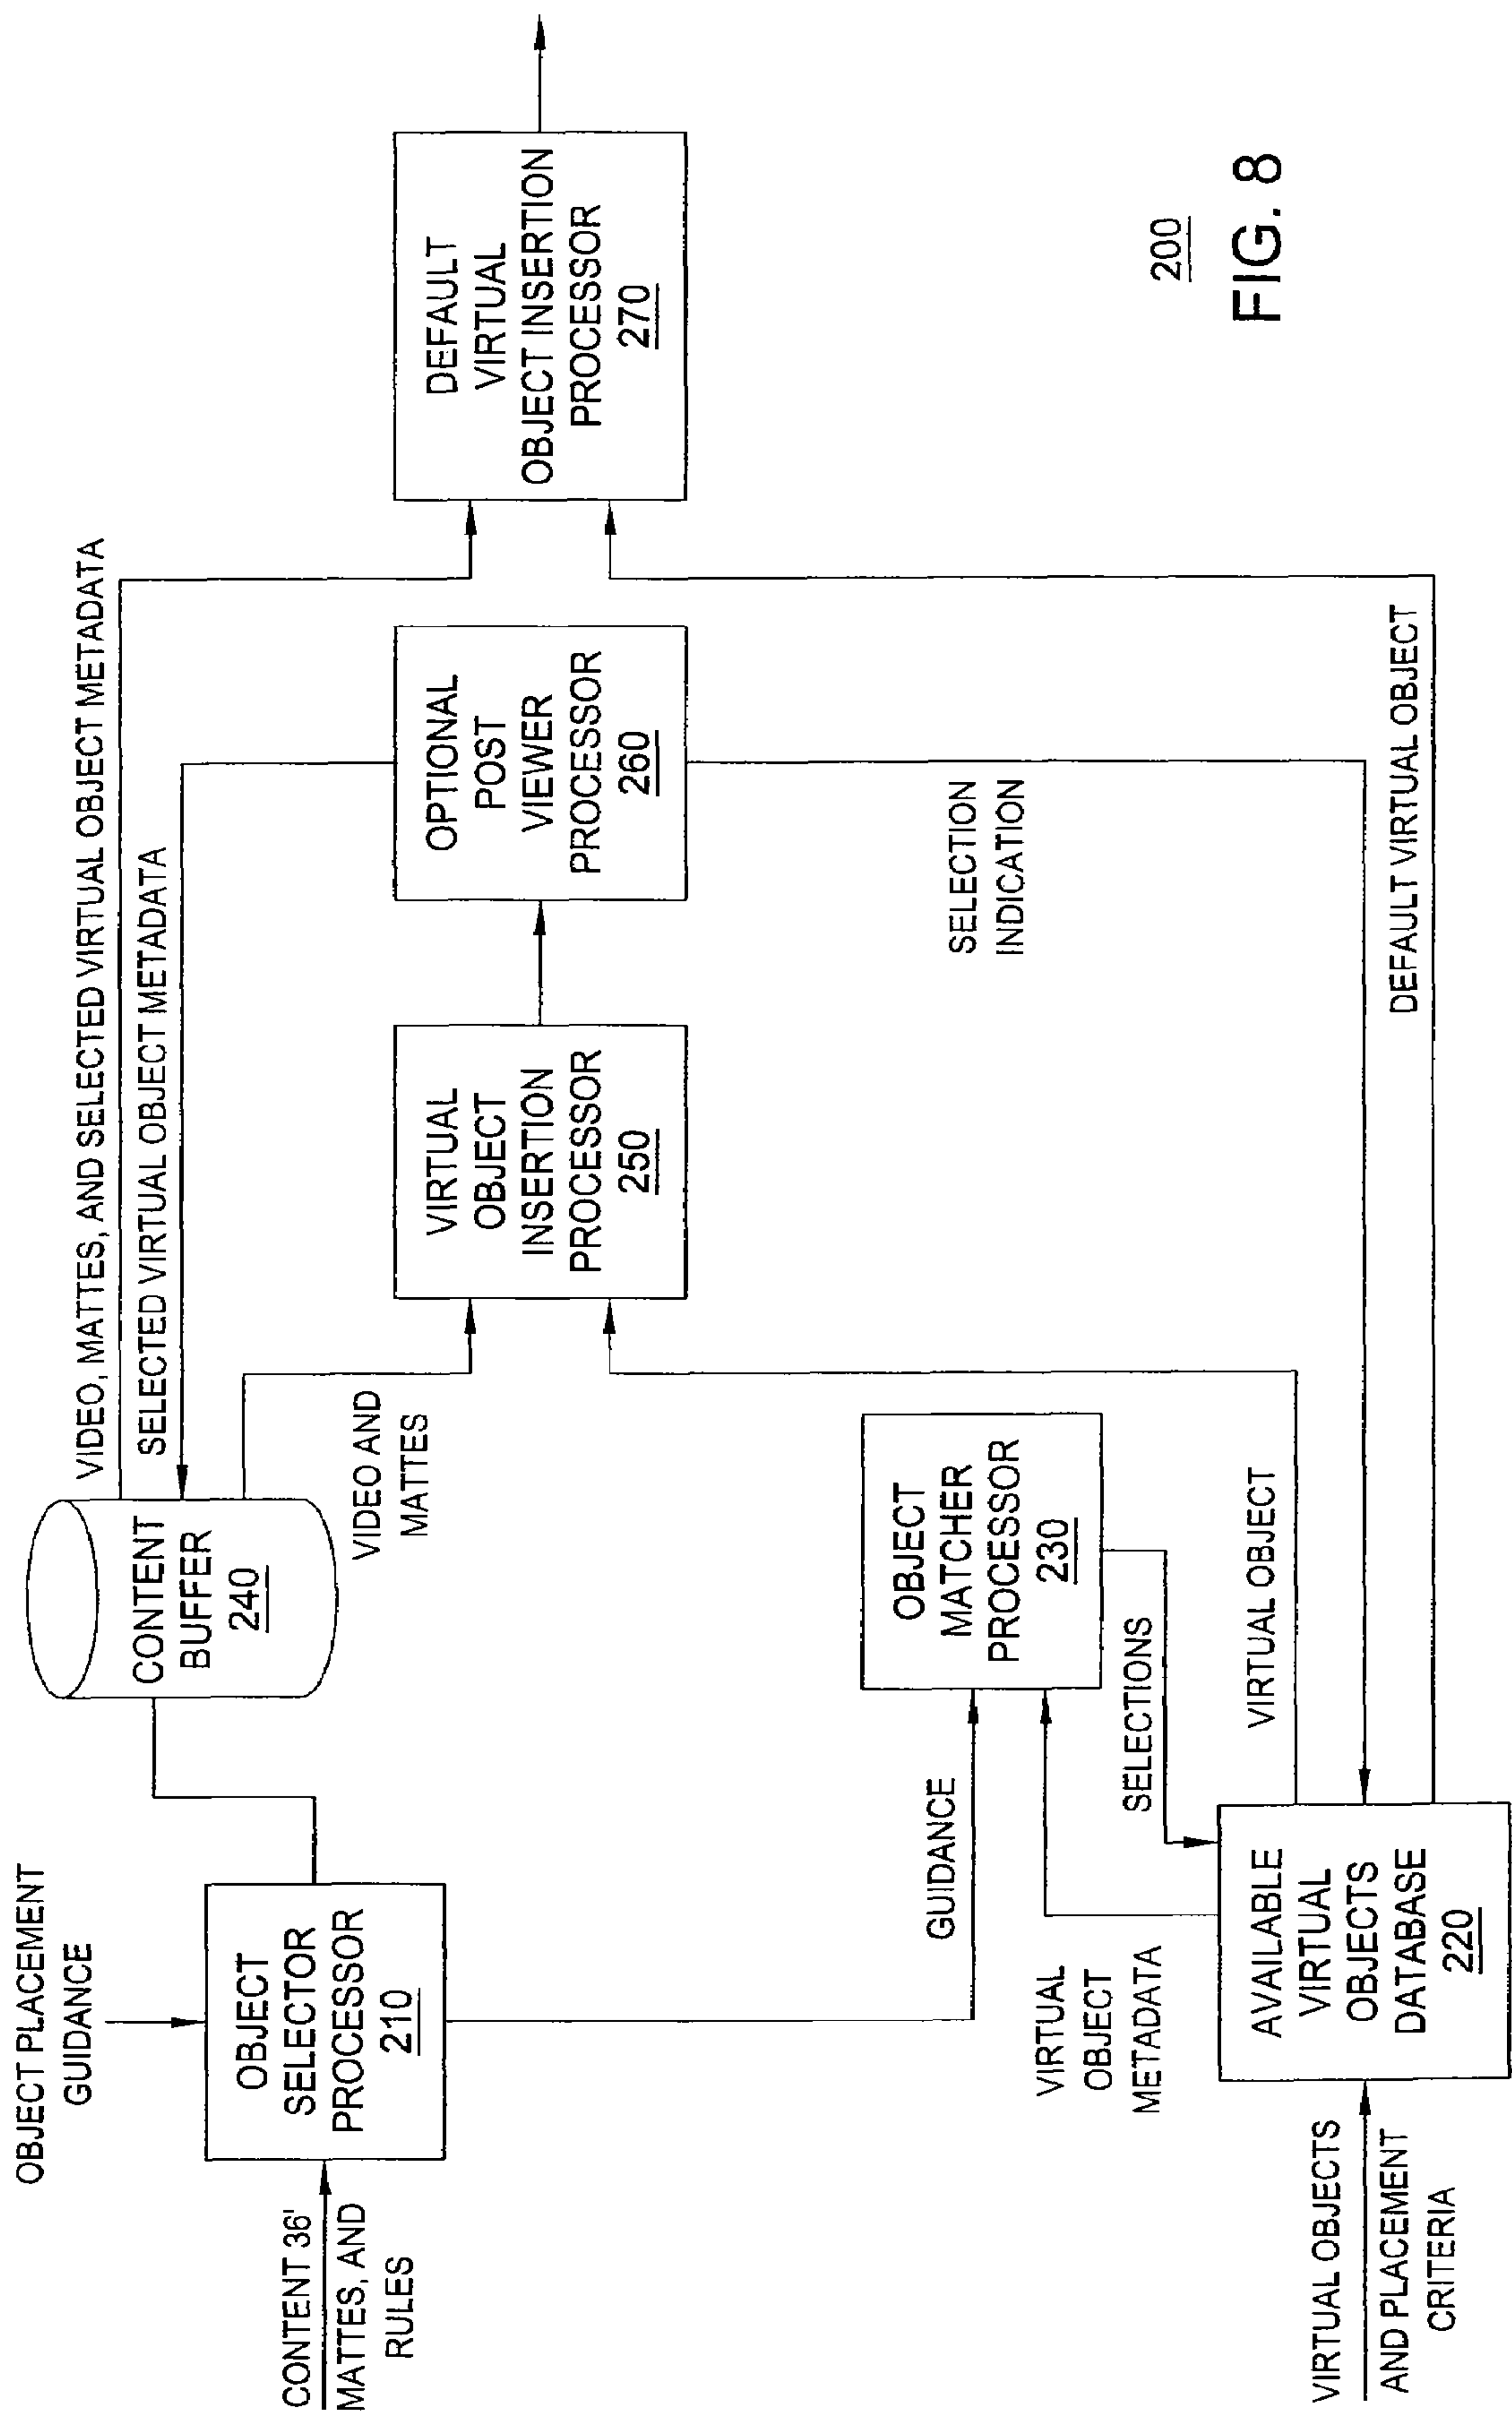 OBJECT PLACEMENT
GUIDANCE
CONTENT 36'
MATTES, AND
RULES
OBJECT
SELECTOR
PROCESSOR
210
CONTENT
BUFFER
240
VIDEO, MATTES, AND SELECTED VIRTUAL OBJECT METADATA
SELECTED VIRTUAL OBJECT METADATA
VIDEO AND
MATTES
VIRTUAL
OBJECT
INSERTION
PROCESSOR
250
OPTIONAL
POST
VIEWER
PROCESSOR
260
DEFAULT
VIRTUAL
OBJECT INSERTION
PROCESSOR
270
GUIDANCE
OBJECT
MATCHER
PROCESSOR
230
SELECTION
INDICATION
VIRTUAL
OBJECT
METADATA
SELECTIONS
VIRTUAL OBJECT
DEFAULT VIRTUAL OBJECT
VIRTUAL OBJECTS
AND PLACEMENT
CRITERIA
AVAILABLE
VIRTUAL
OBJECTS
DATABASE
220
200
FIG. 8